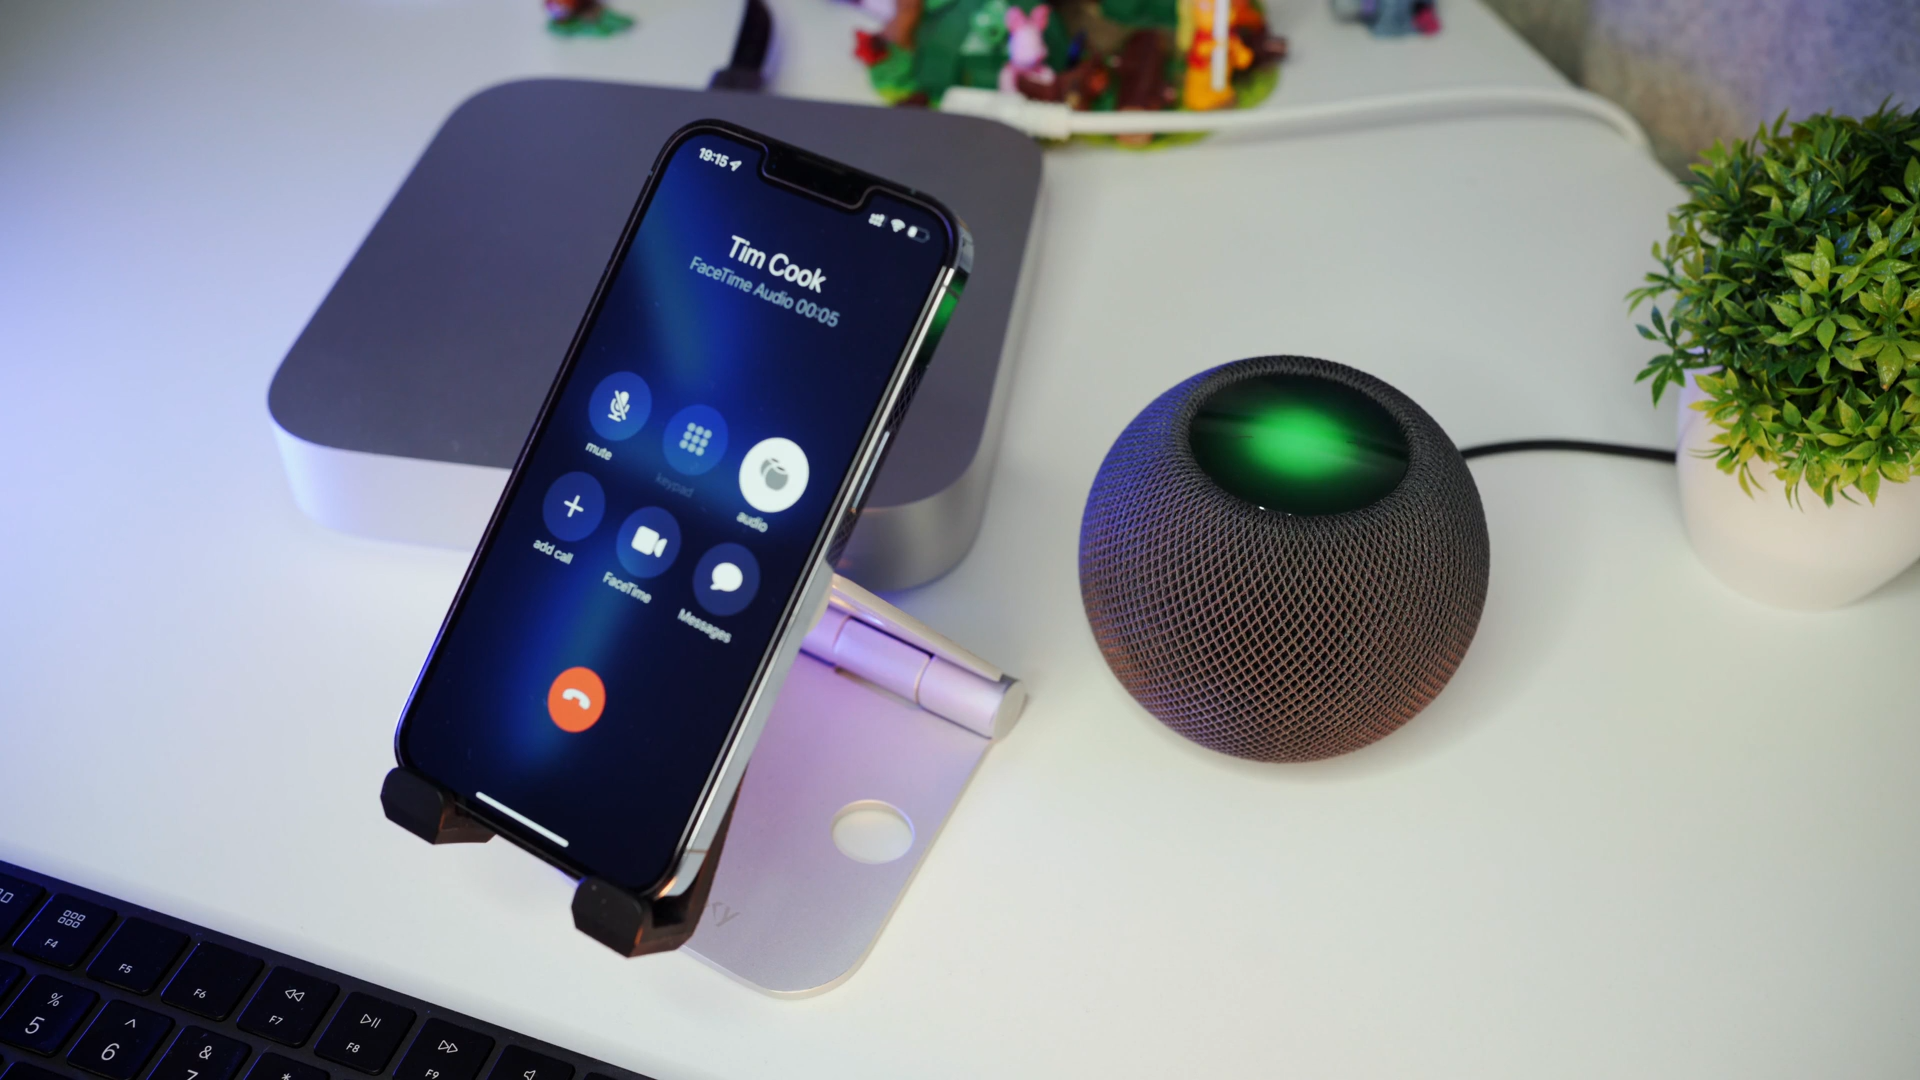 19:15
Tim Cook
FaceTime Audio 00:05
mute
keypad
audio
add call
FaceTime
Messages
F4
F5
F6
F7
F8
F9
%
5
^
6
&
7
*